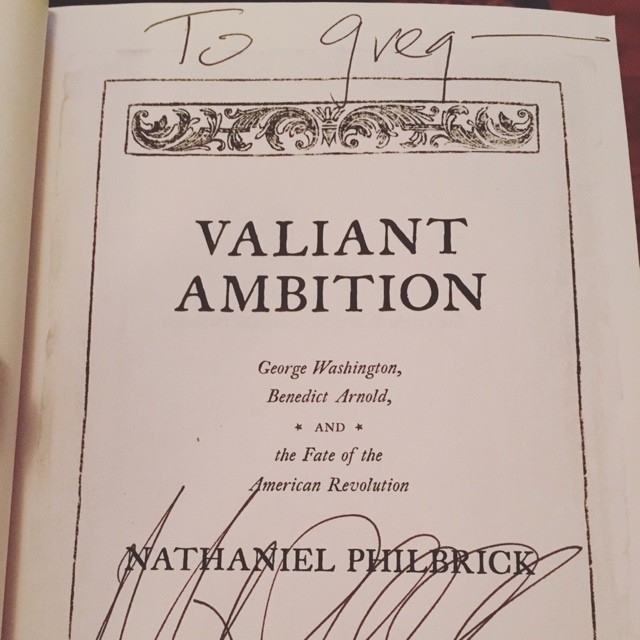 To Greg—
VALIANT
AMBITION
George Washington,
Benedict Arnold,
★ AND ★
the Fate of the
American Revolution
NATHANIEL PHILBRICK